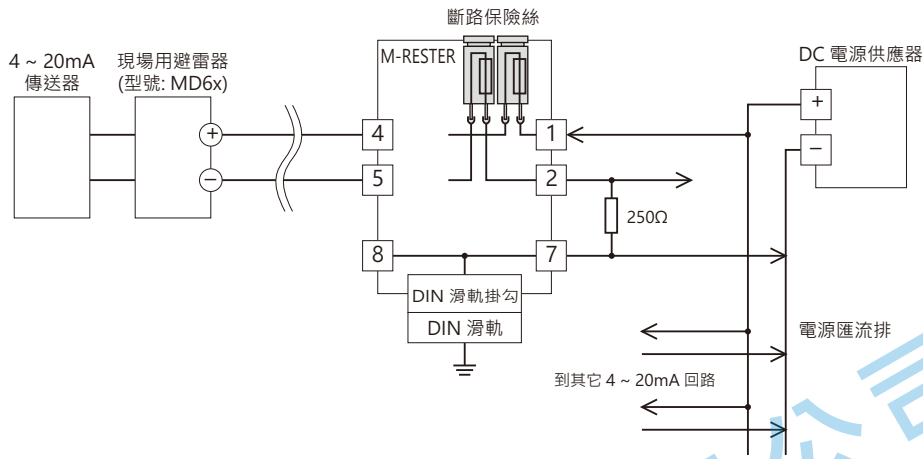 斷路保險絲
4 ~ 20mA
傳送器
現場用避雷器
(型號: MD6x)
M-RESTER
DC 電源供應器
+
−
+
−
4
1
5
2
250Ω
8
7
DIN 滑軌掛勾
DIN 滑軌
電源匯流排
到其它 4 ~ 20mA 回路
公司